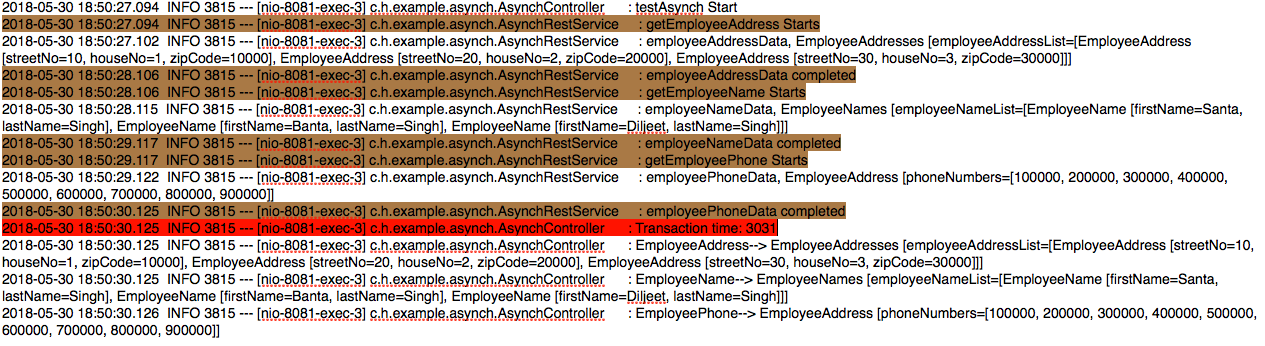 2018-05-30 18:50:27.094  INFO 3815 --- [nio-8081-exec-3] c.h.example.asynch.AsynchController      : testAsynch Start
2018-05-30 18:50:27.094  INFO 3815 --- [nio-8081-exec-3] c.h.example.asynch.AsynchRestService     : getEmployeeAddress Starts
2018-05-30 18:50:27.102  INFO 3815 --- [nio-8081-exec-3] c.h.example.asynch.AsynchRestService     : employeeAddressData, EmployeeAddresses [employeeAddressList=[EmployeeAddress
[streetNo=10, houseNo=1, zipCode=10000], EmployeeAddress [streetNo=20, houseNo=2, zipCode=20000], EmployeeAddress [streetNo=30, houseNo=3, zipCode=30000]]]
2018-05-30 18:50:28.106  INFO 3815 --- [nio-8081-exec-3] c.h.example.asynch.AsynchRestService     : employeeAddressData completed
2018-05-30 18:50:28.106  INFO 3815 --- [nio-8081-exec-3] c.h.example.asynch.AsynchRestService     : getEmployeeName Starts
2018-05-30 18:50:28.115  INFO 3815 --- [nio-8081-exec-3] c.h.example.asynch.AsynchRestService     : employeeNameData, EmployeeNames [employeeNameList=[EmployeeName [firstName=Santa,
lastName=Singh], EmployeeName [firstName=Banta, lastName=Singh], EmployeeName [firstName=Diljeet, lastName=Singh]]]
2018-05-30 18:50:29.117  INFO 3815 --- [nio-8081-exec-3] c.h.example.asynch.AsynchRestService     : employeeNameData completed
2018-05-30 18:50:29.117  INFO 3815 --- [nio-8081-exec-3] c.h.example.asynch.AsynchRestService     : getEmployeePhone Starts
2018-05-30 18:50:29.122  INFO 3815 --- [nio-8081-exec-3] c.h.example.asynch.AsynchRestService     : employeePhoneData, EmployeeAddress [phoneNumbers=[100000, 200000, 300000, 400000,
500000, 600000, 700000, 800000, 900000]]
2018-05-30 18:50:30.125  INFO 3815 --- [nio-8081-exec-3] c.h.example.asynch.AsynchRestService     : employeePhoneData completed
2018-05-30 18:50:30.125  INFO 3815 --- [nio-8081-exec-3] c.h.example.asynch.AsynchController      : Transaction time: 3031
2018-05-30 18:50:30.125  INFO 3815 --- [nio-8081-exec-3] c.h.example.asynch.AsynchController      : EmployeeAddress--> EmployeeAddresses [employeeAddressList=[EmployeeAddress [streetNo=10,
houseNo=1, zipCode=10000], EmployeeAddress [streetNo=20, houseNo=2, zipCode=20000], EmployeeAddress [streetNo=30, houseNo=3, zipCode=30000]]]
2018-05-30 18:50:30.125  INFO 3815 --- [nio-8081-exec-3] c.h.example.asynch.AsynchController      : EmployeeName--> EmployeeNames [employeeNameList=[EmployeeName [firstName=Santa,
lastName=Singh], EmployeeName [firstName=Banta, lastName=Singh], EmployeeName [firstName=Diljeet, lastName=Singh]]]
2018-05-30 18:50:30.126  INFO 3815 --- [nio-8081-exec-3] c.h.example.asynch.AsynchController      : EmployeePhone--> EmployeeAddress [phoneNumbers=[100000, 200000, 300000, 400000, 500000,
600000, 700000, 800000, 900000]]